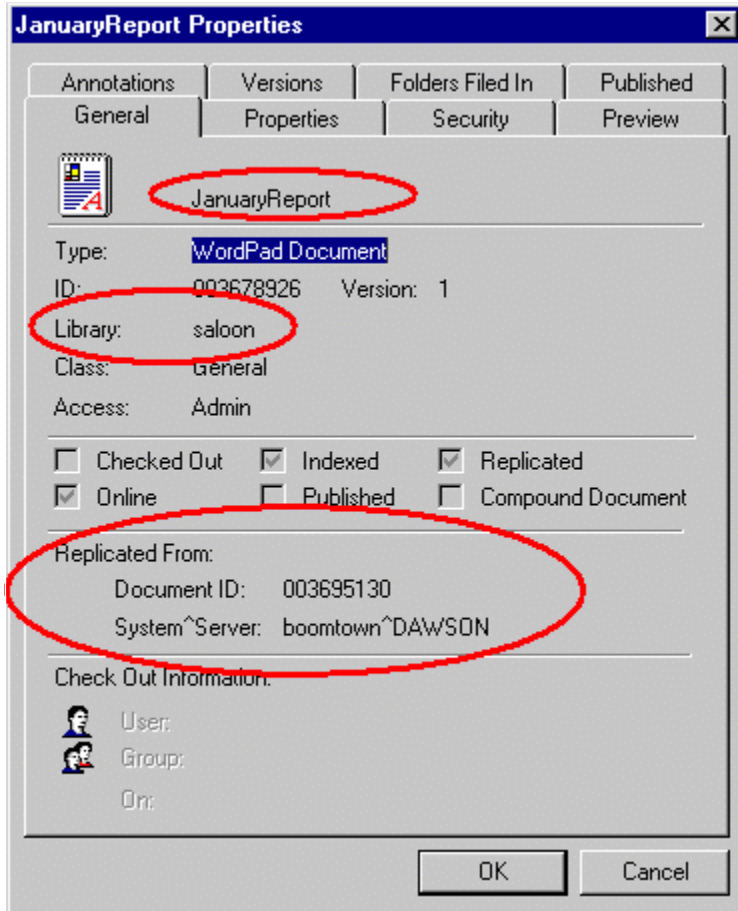 JanuaryReport Properties
Annotations Versions Folders Filed In Published
General Properties Security Preview
JanuaryReport
Type: WordPad Document
ID: 003678926 Version: 1
Library: saloon
Class: General
Access: Admin
Checked Out Indexed Replicated
Online Published Compound Document
Replicated From:
Document ID: 003695130
System^Server: boomtown^DAWSON
Check Out Information:
User:
Group:
On:
OK Cancel